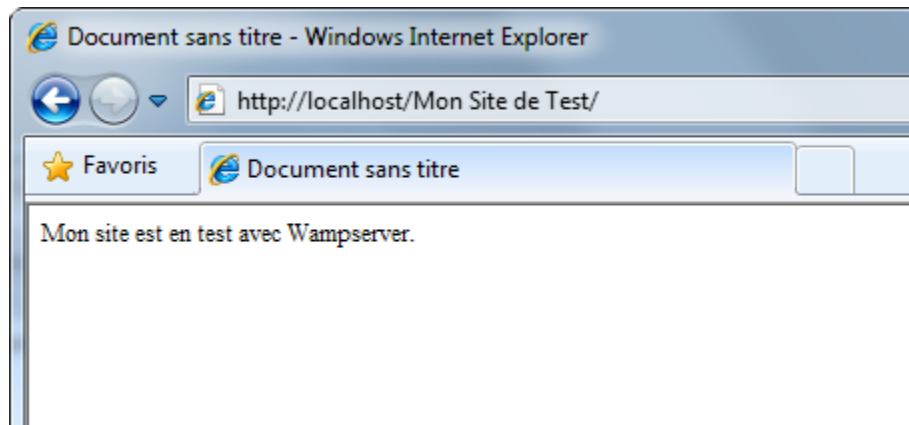 Document sans titre - Windows Internet Explorer
http://localhost/Mon Site de Test/
Favoris
Document sans titre
Mon site est en test avec Wampserver.